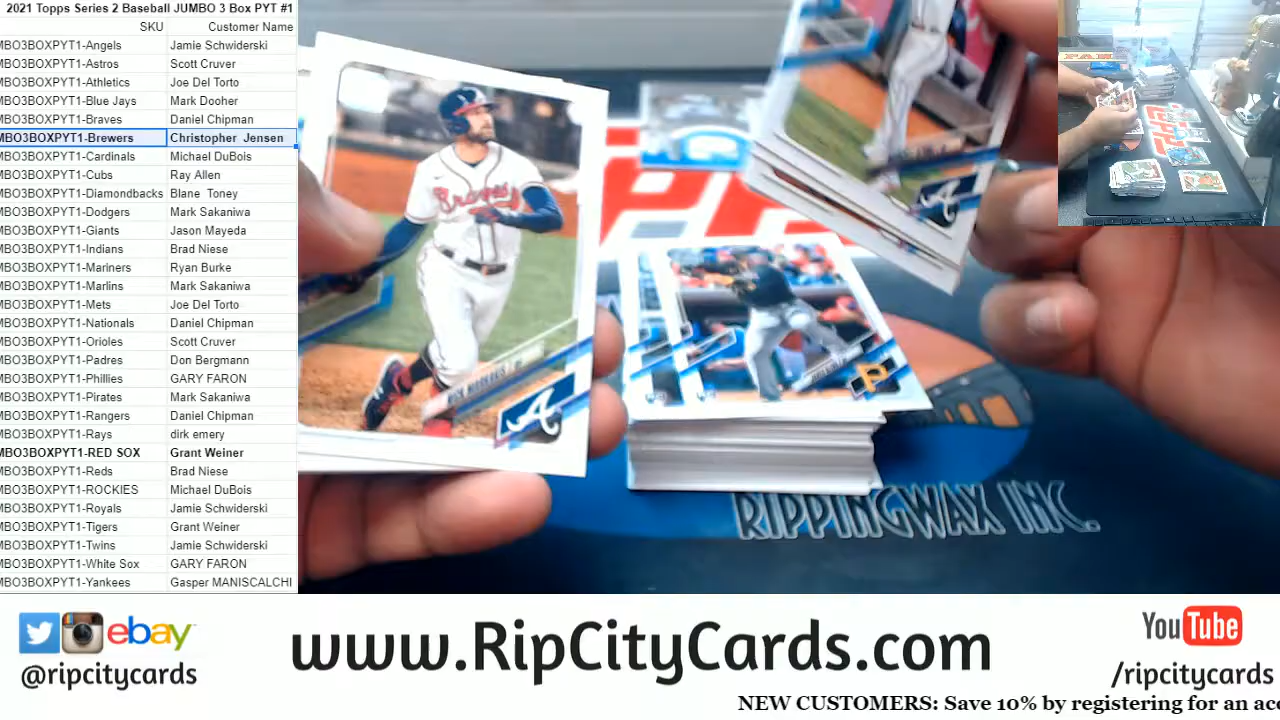 2021 Topps Series 2 Baseball JUMBO 3 Box PYT #1
SKU Customer Name
MBO3BOXPYT1-Angels Jamie Schwiderski
MBO3BOXPYT1-Astros Scott Cruver
MBO3BOXPYT1-Athletics Joe Del Torto
MBO3BOXPYT1-Blue Jays Mark Dooher
MBO3BOXPYT1-Braves Daniel Chipman
MBO3BOXPYT1-Brewers Christopher Jensen
MBO3BOXPYT1-Cardinals Michael DuBois
MBO3BOXPYT1-Cubs Ray Allen
MBO3BOXPYT1-Diamondbacks Blane Toney
MBO3BOXPYT1-Dodgers Mark Sakaniwa
MBO3BOXPYT1-Giants Jason Mayeda
MBO3BOXPYT1-Indians Brad Niese
MBO3BOXPYT1-Mariners Ryan Burke
MBO3BOXPYT1-Marlins Mark Sakaniwa
MBO3BOXPYT1-Mets Joe Del Torto
MBO3BOXPYT1-Nationals Daniel Chipman
MBO3BOXPYT1-Orioles Scott Cruver
MBO3BOXPYT1-Padres Don Bergmann
MBO3BOXPYT1-Phillies GARY FARON
MBO3BOXPYT1-Pirates Mark Sakaniwa
MBO3BOXPYT1-Rangers Daniel Chipman
MBO3BOXPYT1-Rays dirk emery
MBO3BOXPYT1-RED SOX Grant Weiner
MBO3BOXPYT1-Reds Brad Niese
MBO3BOXPYT1-ROCKIES Michael DuBois
MBO3BOXPYT1-Royals Jamie Schwiderski
MBO3BOXPYT1-Tigers Grant Weiner
MBO3BOXPYT1-Twins Jamie Schwiderski
MBO3BOXPYT1-White Sox GARY FARON
MBO3BOXPYT1-Yankees Gasper MANISCALCHI
Braves
A
A
P
RIPPINGWAX INC.
ebay
@ripcitycards
www.RipCityCards.com
YouTube
/ripcitycards
NEW CUSTOMERS: Save 10% by registering for an acc